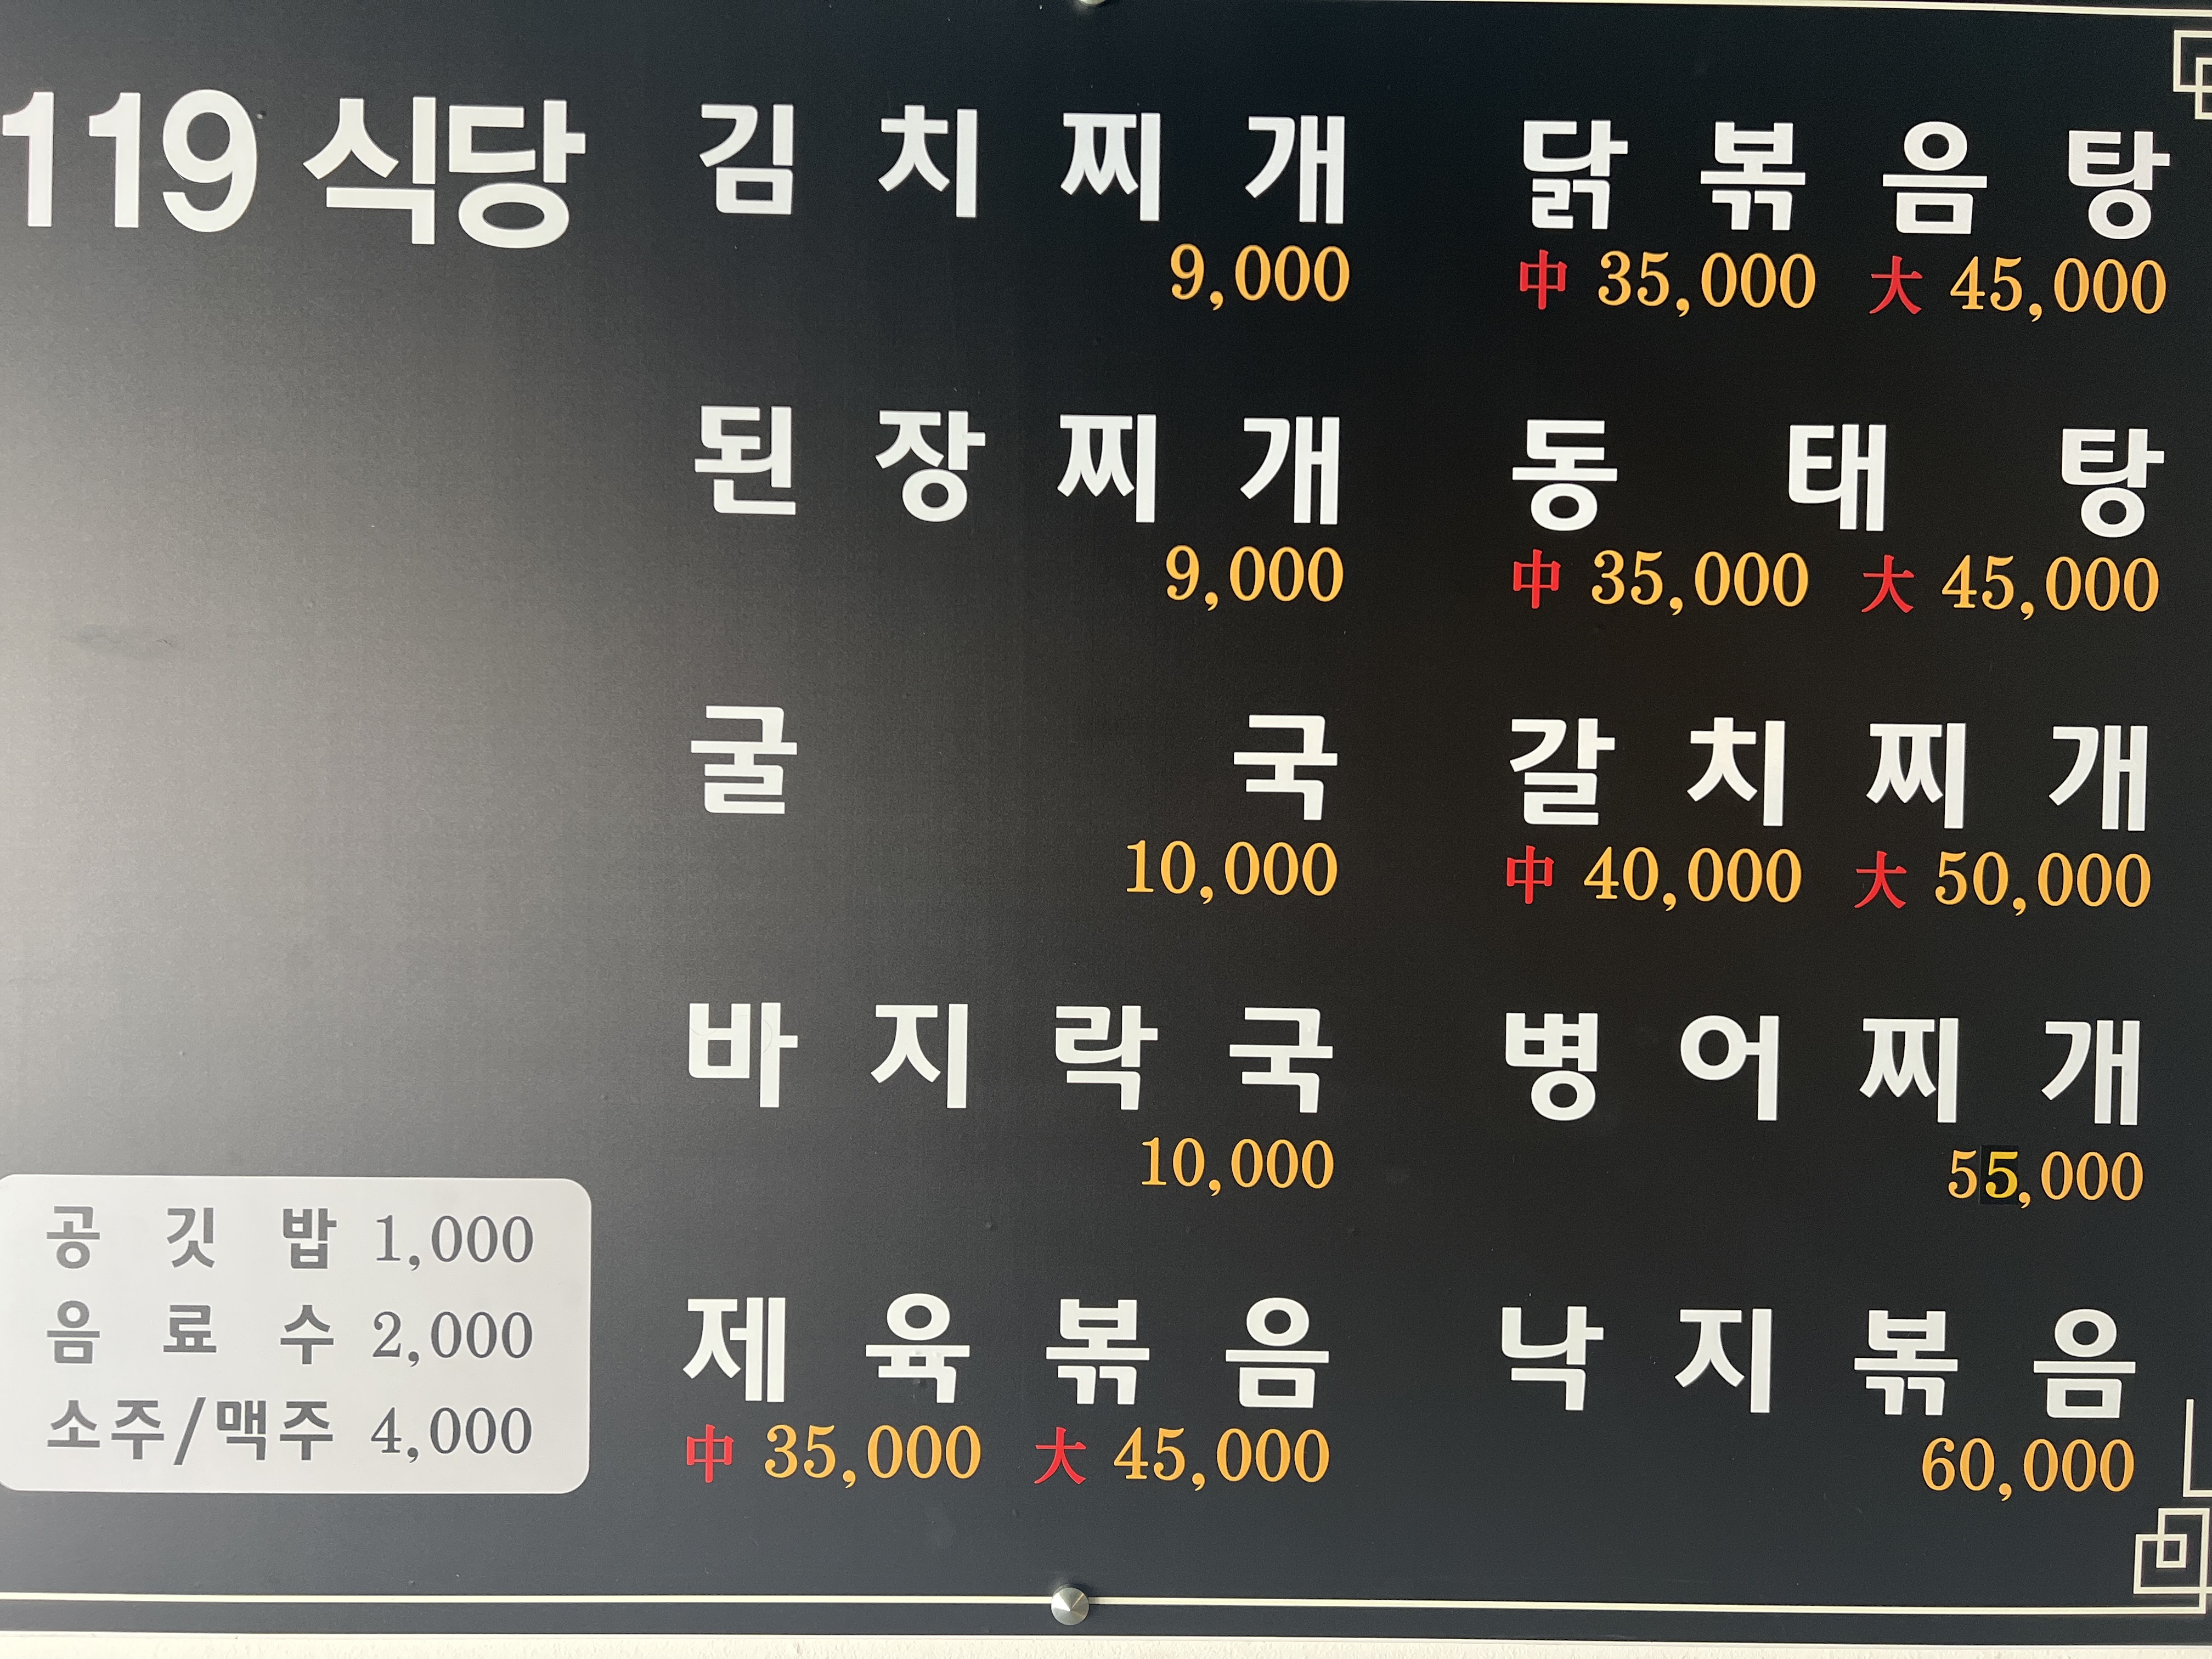 119 식당
김치찌개
9,000
된장찌개
9,000
굴국
10,000
바지락국
10,000
제육볶음
中 35,000 大 45,000
닭볶음탕
中 35,000 大 45,000
동태탕
中 35,000 大 45,000
갈치찌개
中 40,000 大 50,000
병어찌개
55,000
낙지볶음
60,000
공깃밥 1,000
음료수 2,000
소주/맥주 4,000